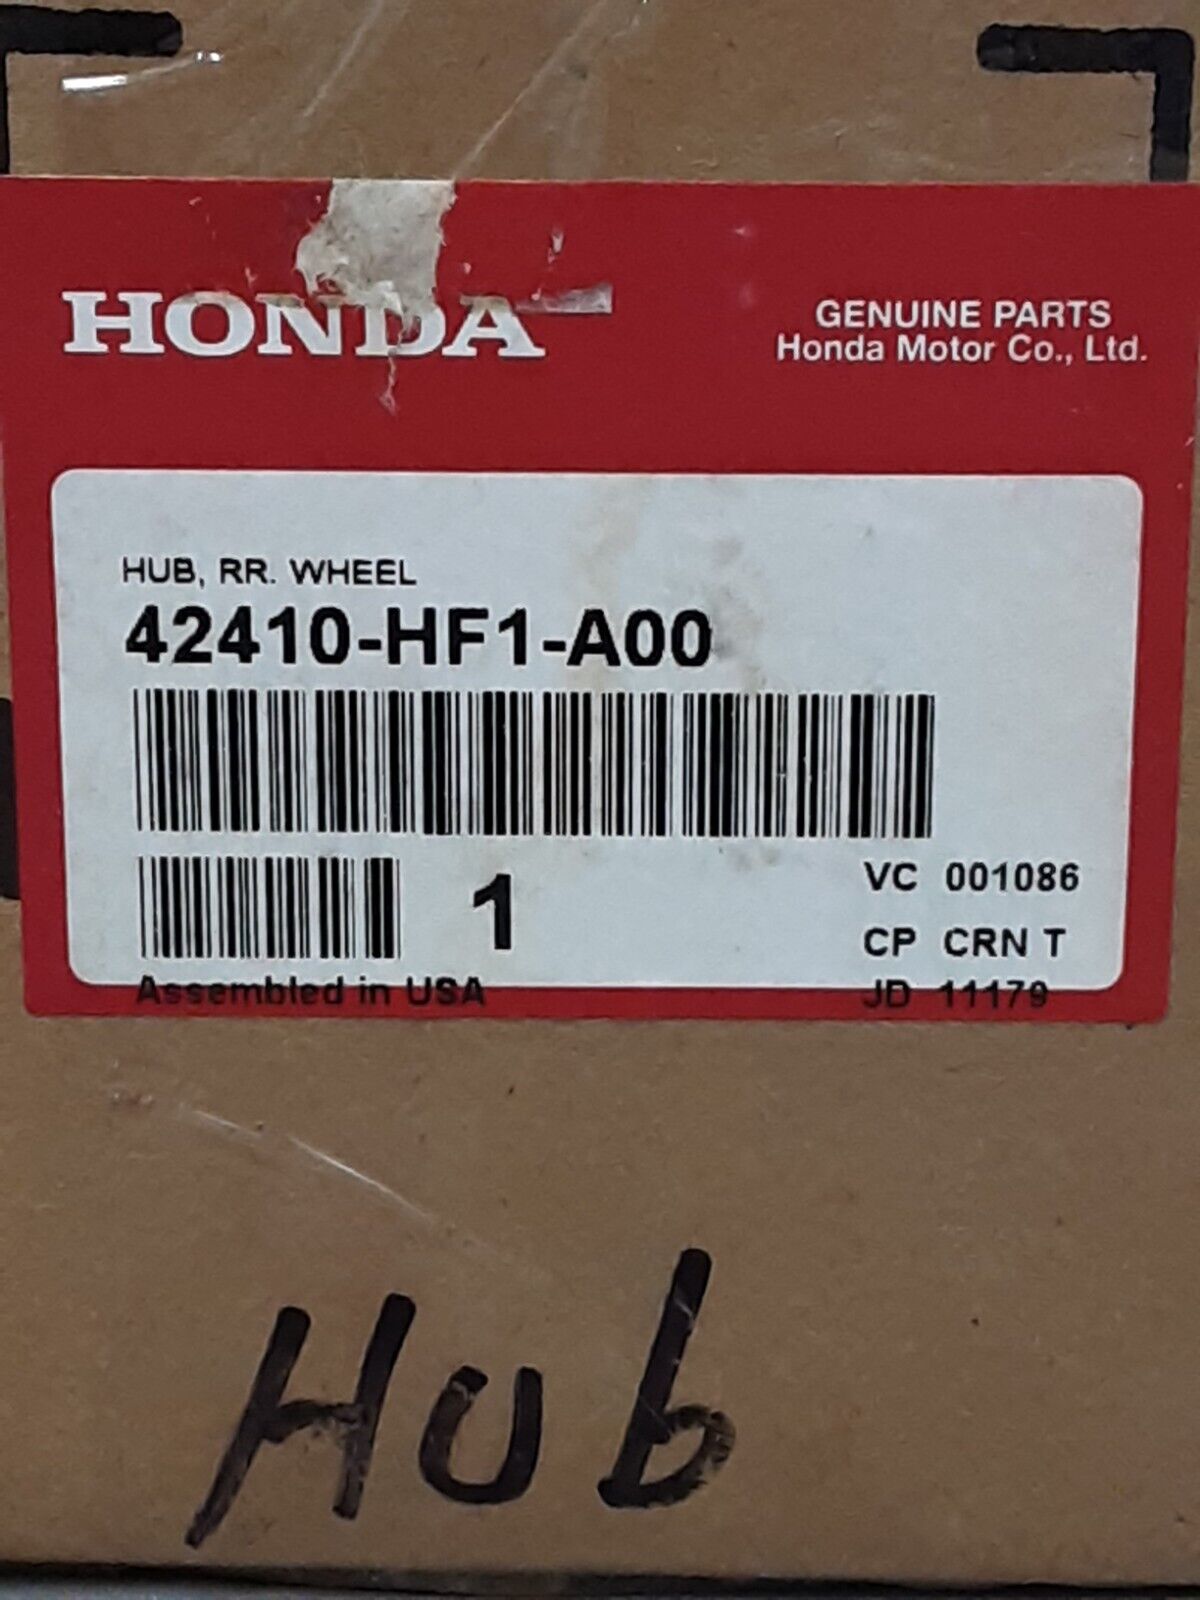 HONDA
GENUINE PARTS
Honda Motor Co., Ltd.
HUB, RR. WHEEL
42410-HF1-A00
1
VC 001086
CP CRN T
Assembled in USA
JD 11179
Hub